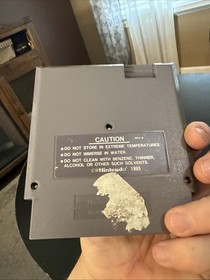 CAUTION
●DO NOT STORE IN EXTREME TEMPERATURES.
●DO NOT IMMERSE IN WATER.
●DO NOT CLEAN WITH BENZENE, THINNER,
ALCOHOL OR OTHER SUCH SOLVENTS.
©Nintendo 1985